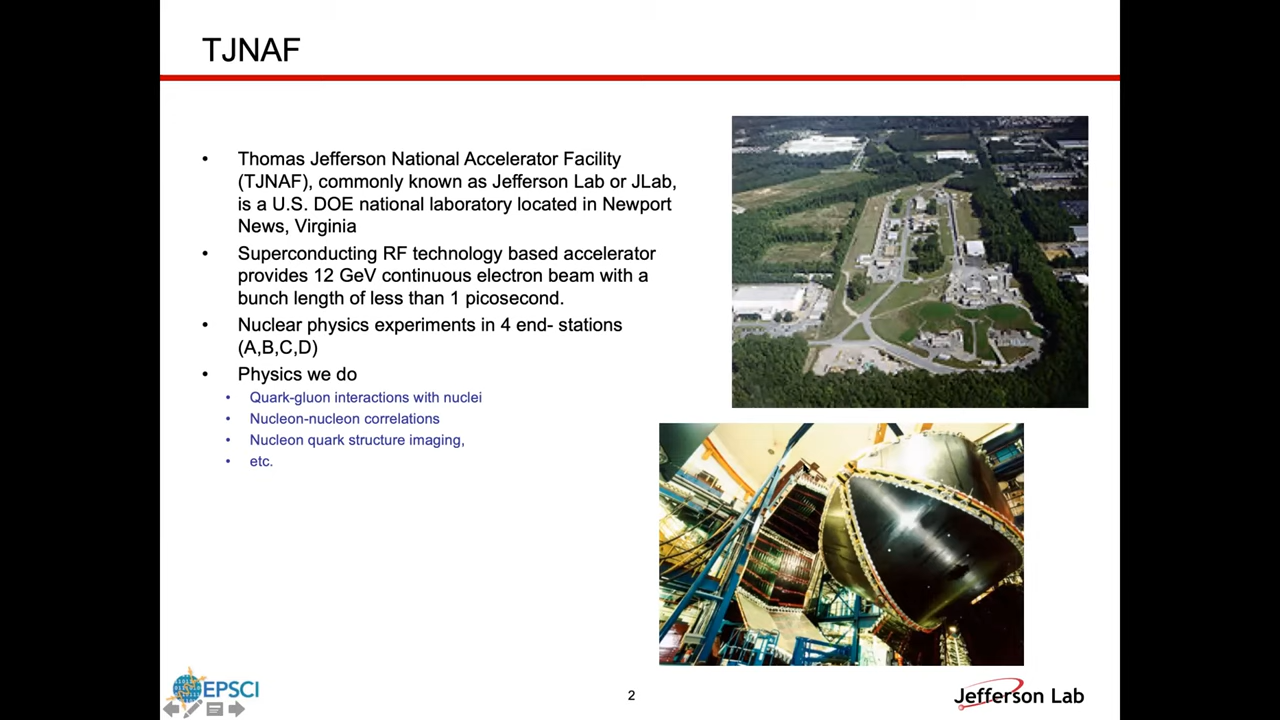 TJNAF
• Thomas Jefferson National Accelerator Facility
(TJNAF), commonly known as Jefferson Lab or JLab,
is a U.S. DOE national laboratory located in Newport
News, Virginia
• Superconducting RF technology based accelerator
provides 12 GeV continuous electron beam with a
bunch length of less than 1 picosecond.
• Nuclear physics experiments in 4 end- stations
(A,B,C,D)
• Physics we do
• Quark-gluon interactions with nuclei
• Nucleon-nucleon correlations
• Nucleon quark structure imaging,
• etc.
EPSCI
2
Jefferson Lab